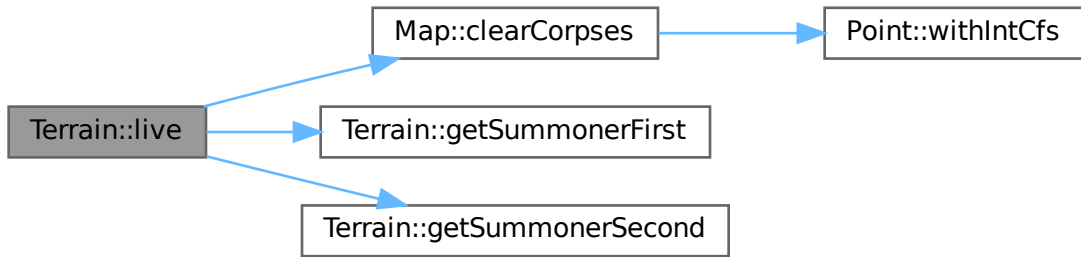 Map::clearCorpses
Point::withIntCfs
Terrain::live
Terrain::getSummonerFirst
Terrain::getSummonerSecond